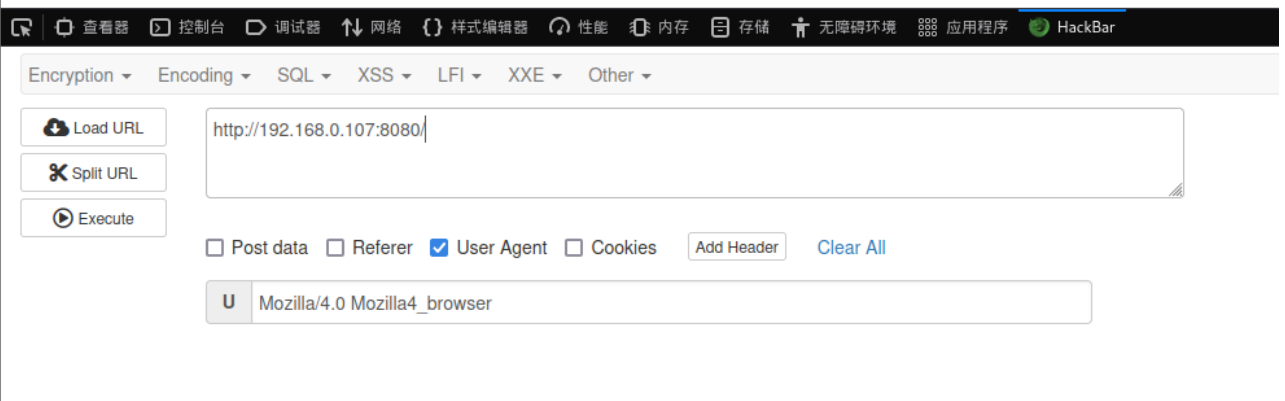 查看器 控制台 调试器 网络 {} 样式编辑器 性能 内存 存储 无障碍环境 应用程序 HackBar
Encryption Encoding SQL XSS LFI XXE Other
Load URL http://192.168.0.107:8080/
Split URL
Execute
Post data Referer User Agent Cookies Add Header Clear All
U Mozilla/4.0 Mozilla4_browser